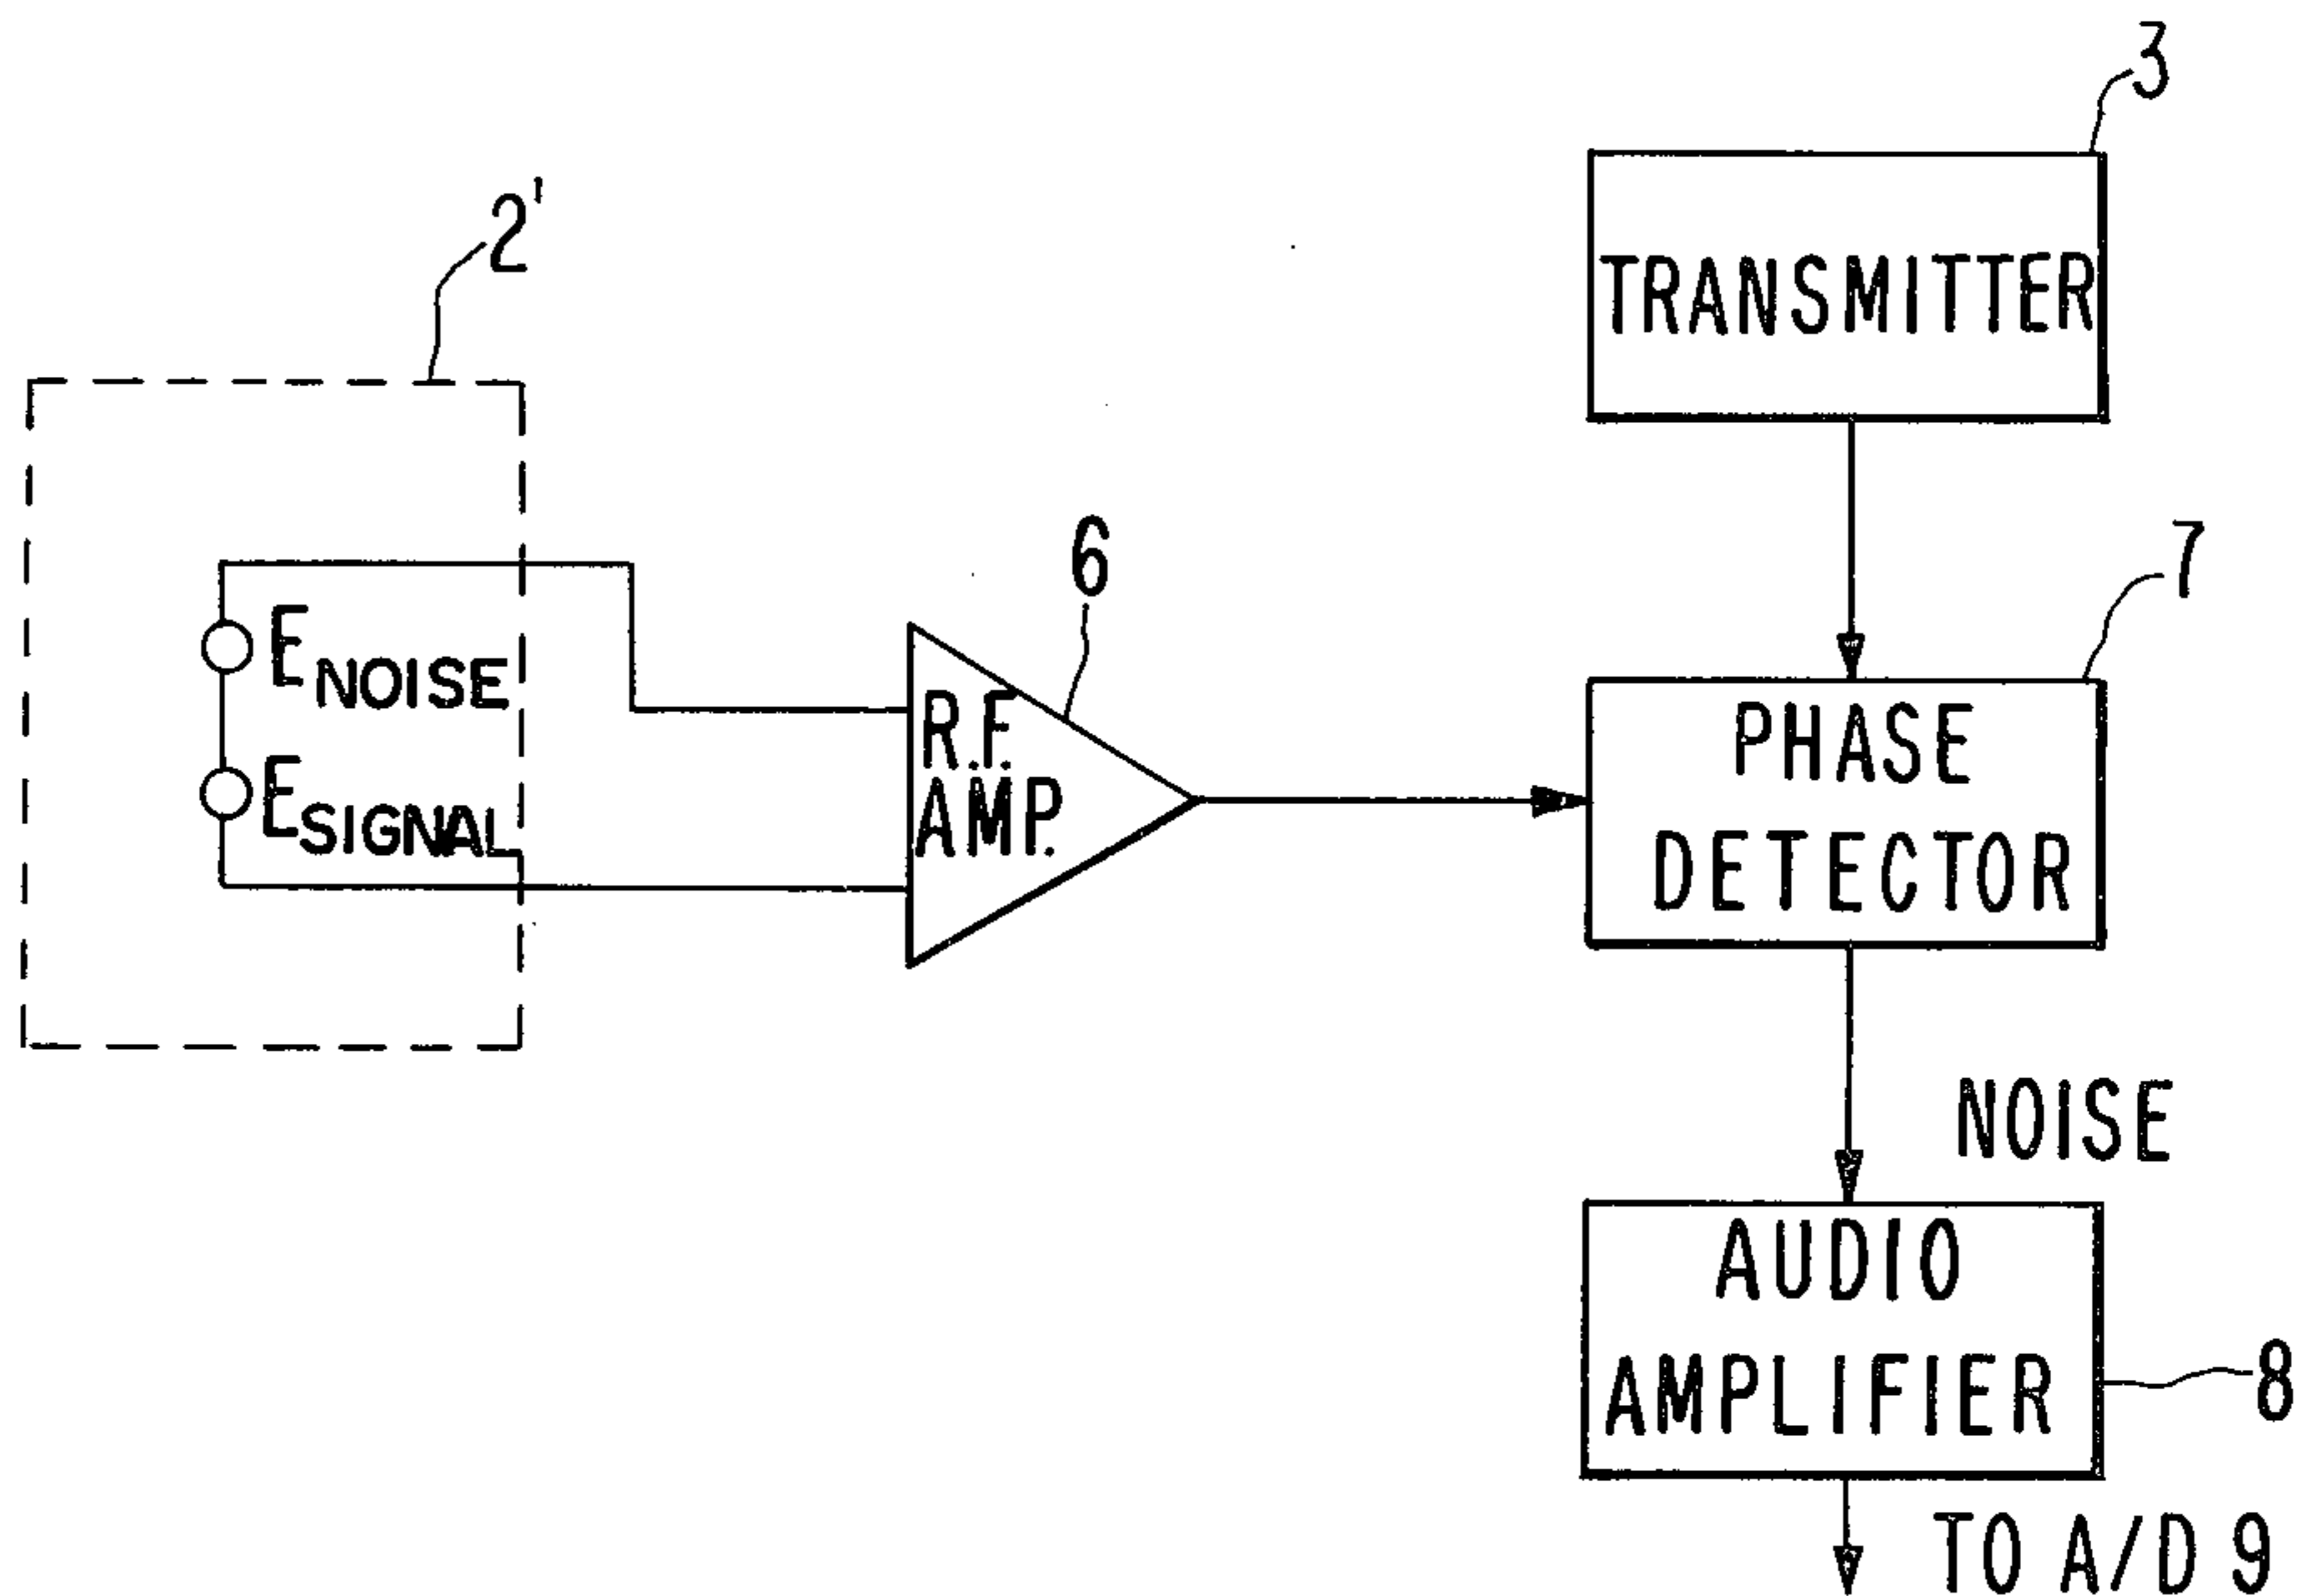 3
TRANSMITTER
2'
6
7
E NOISE
E SIGNAL
R.F.
AMP.
PHASE
DETECTOR
NOISE
AUDIO
AMPLIFIER
8
TO A/D 9